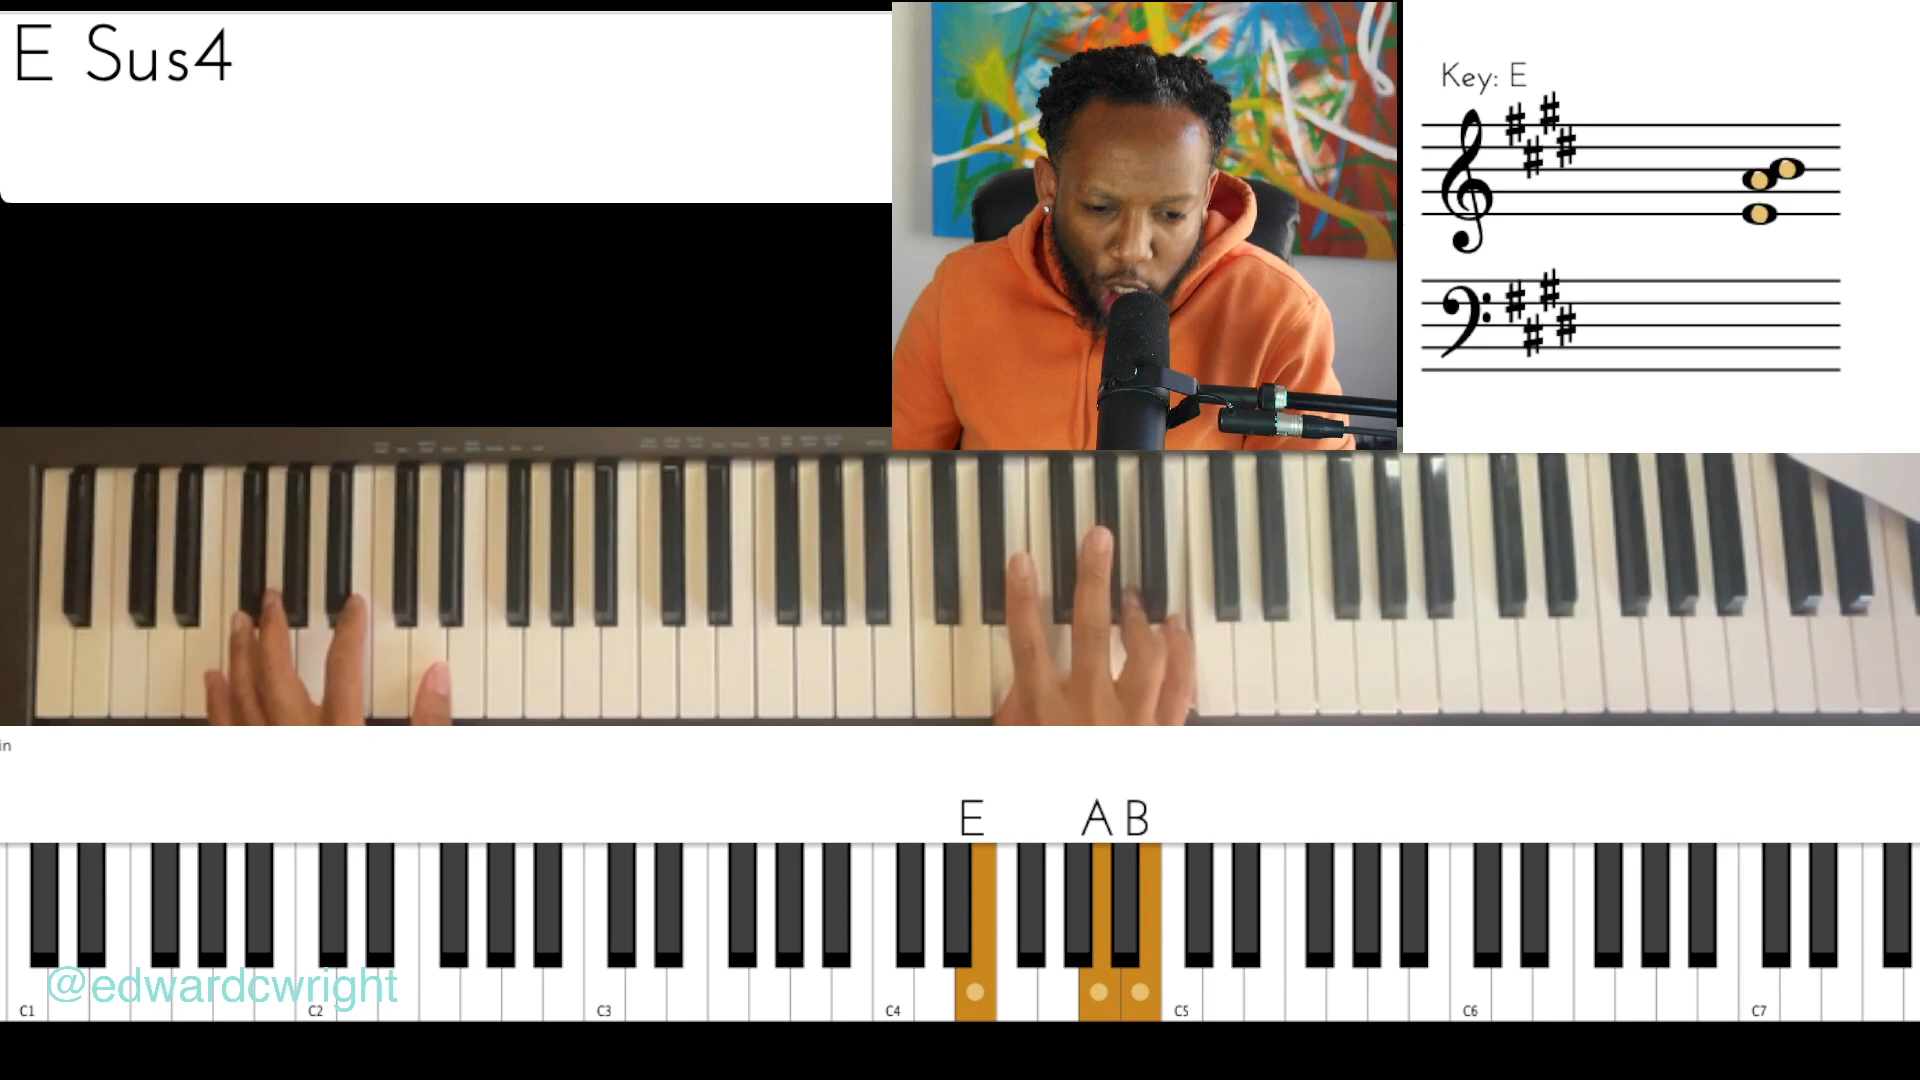 E Sus4
Key: E
in
E A B
@edwardcwright
C1 C2 C3 C4 C5 C6 C7